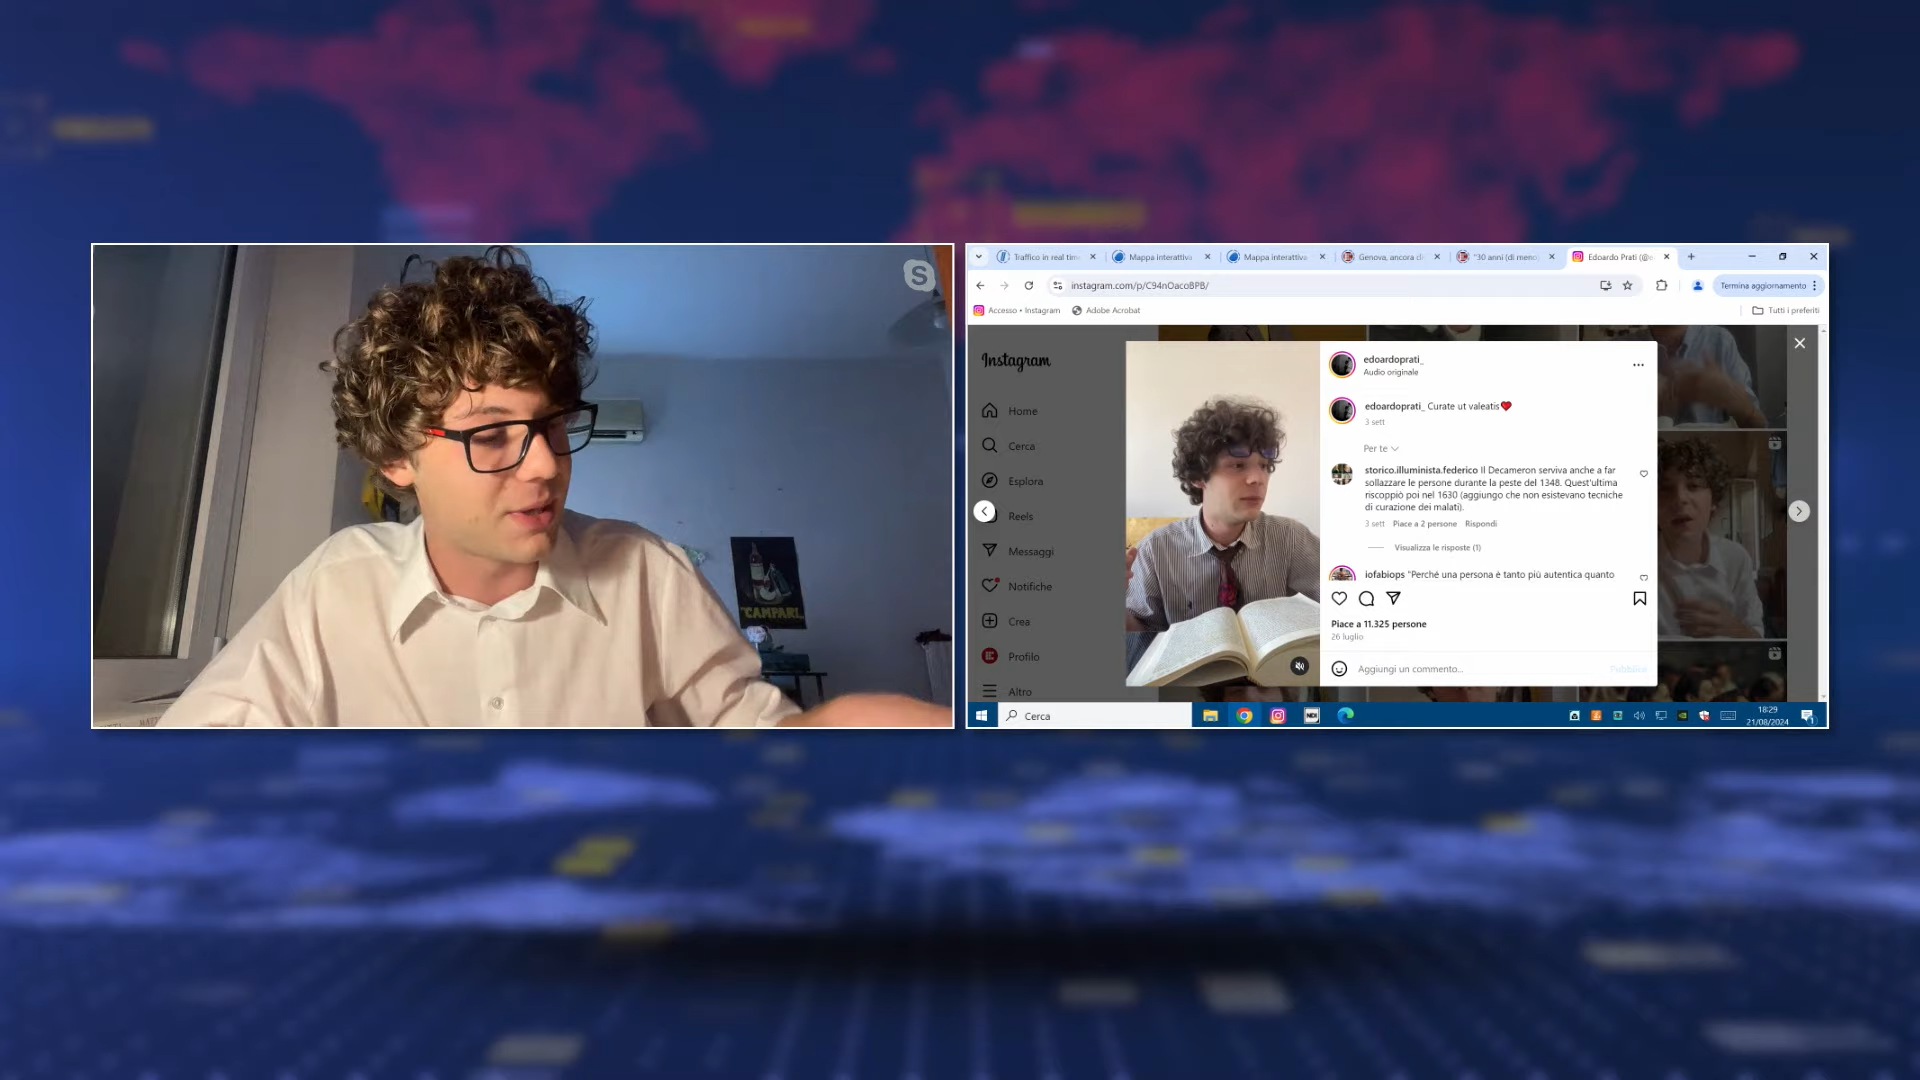 S
"CAMPARI.
Traffico in real tim
Mappa interattiva
Mappa interattiva
Genova, ancora di
"30 anni (di meno
Edoardo Prati (@e
instagram.com/p/C94nOacoBPB/
Termina aggiornamento
Accesso • Instagram
Adobe Acrobat
Tutti i preferiti
Instagram
Home
Cerca
Esplora
Reels
Messaggi
Notifiche
Crea
Profilo
Altro
edoardoprati_
Audio originale
edoardoprati_ Curate ut valeatis❤️
3 sett
Per te
storico.illuminista.federico Il Decameron serviva anche a far
sollazzare le persone durante la peste del 1348. Quest'ultima
riscoppiò poi nel 1630 (aggiungo che non esistevano tecniche
di curazione dei malati).
3 sett Piace a 2 persone Rispondi
Visualizza le risposte (1)
iofabiops "Perché una persona è tanto più autentica quanto
Piace a 11.325 persone
26 luglio
Aggiungi un commento...
Pubblica
Cerca
18:29
21/08/2024